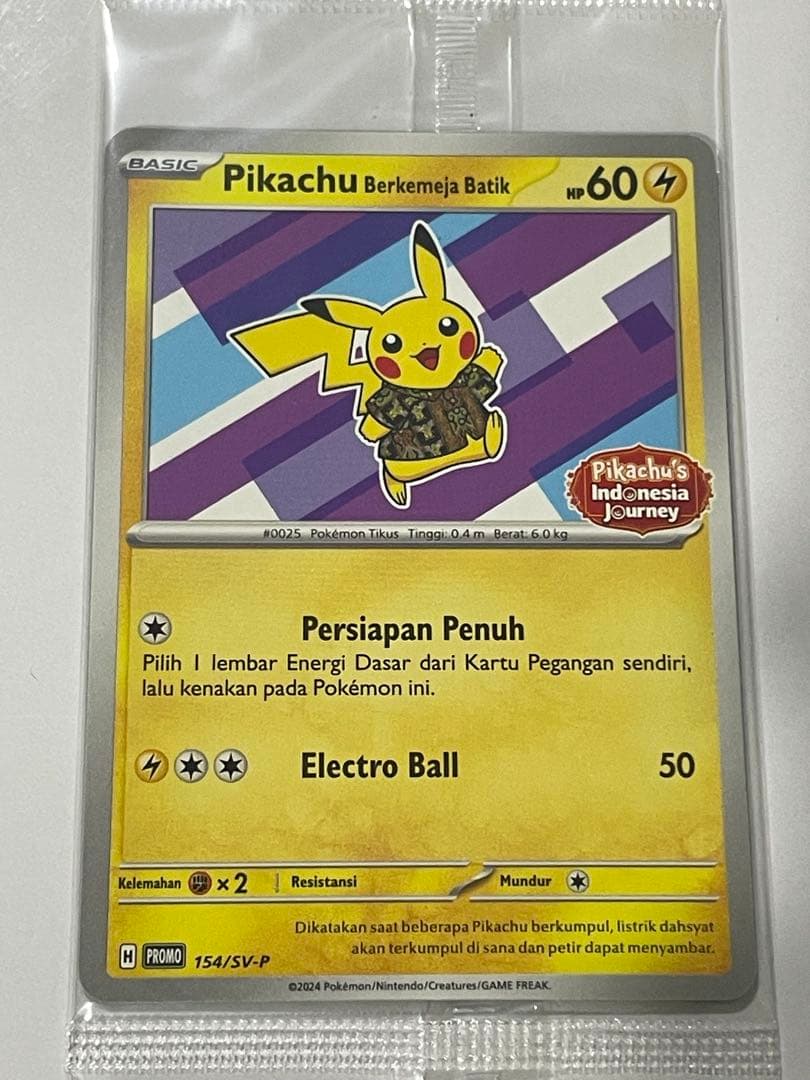 BASIC
Pikachu Berkemeja Batik HP 60
Pikachu's
Indonesia
Journey
#0025 Pokémon Tikus Tinggi: 0.4 m Berat: 6.0 kg
Persiapan Penuh
Pilih 1 lembar Energi Dasar dari Kartu Pegangan sendiri,
lalu kenakan pada Pokémon ini.
Electro Ball 50
Kelemahan ×2 Resistansi Mundur
Dikatakan saat beberapa Pikachu berkumpul, listrik dahsyat
akan terkumpul di sana dan petir dapat menyambar.
H PROMO 154/SV-P
©2024 Pokémon/Nintendo/Creatures/GAME FREAK.